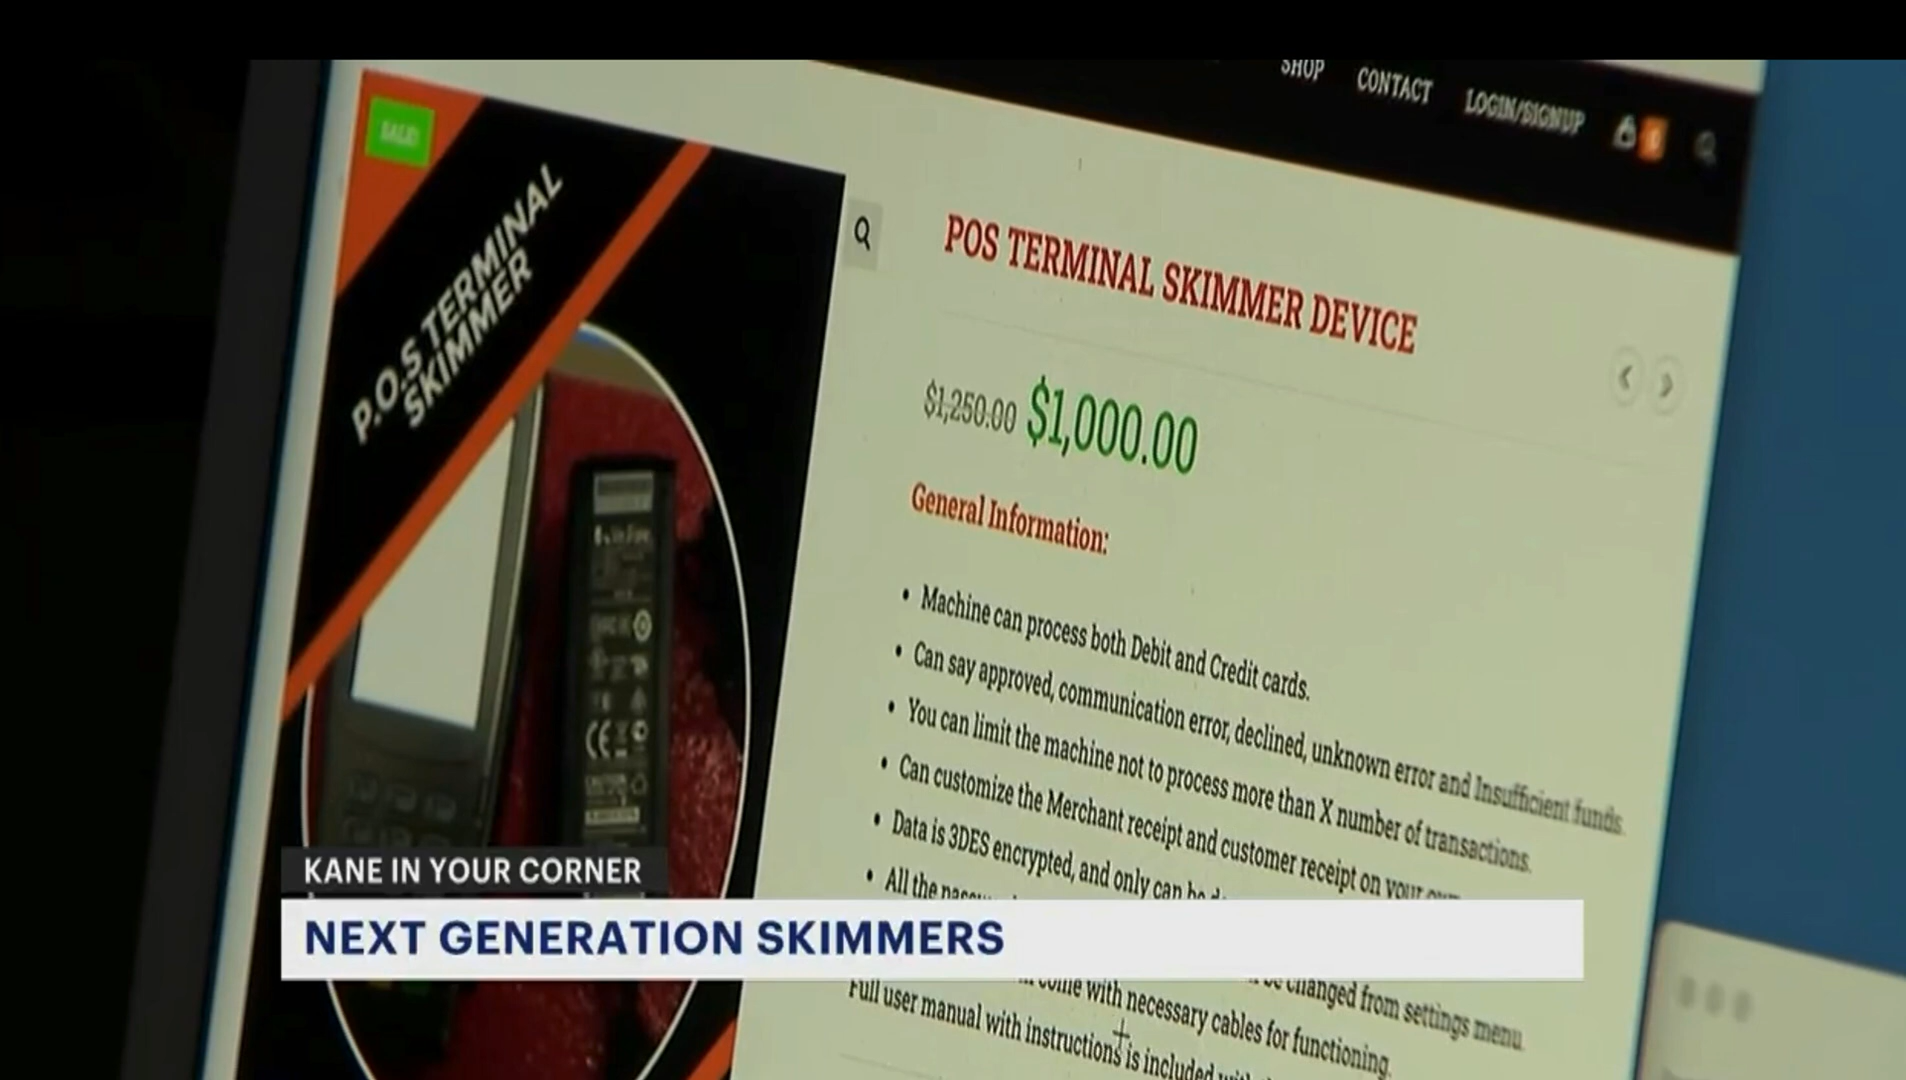 SHOP CONTACT LOGIN/SIGNUP
SALE!
P.O.S TERMINAL
SKIMMER
POS TERMINAL SKIMMER DEVICE
$1,250.00 $1,000.00
General Information:
• Machine can process both Debit and Credit cards.
• Can say approved, communication error, declined, unknown error and Insufficient funds.
• You can limit the machine not to process more than X number of transactions.
• Can customize the Merchant receipt and customer receipt on your own
• Data is 3DES encrypted, and only can be
• All the
KANE IN YOUR CORNER
NEXT GENERATION SKIMMERS
be changed from settings menu.
come with necessary cables for functioning.
Full user manual with instructions is included